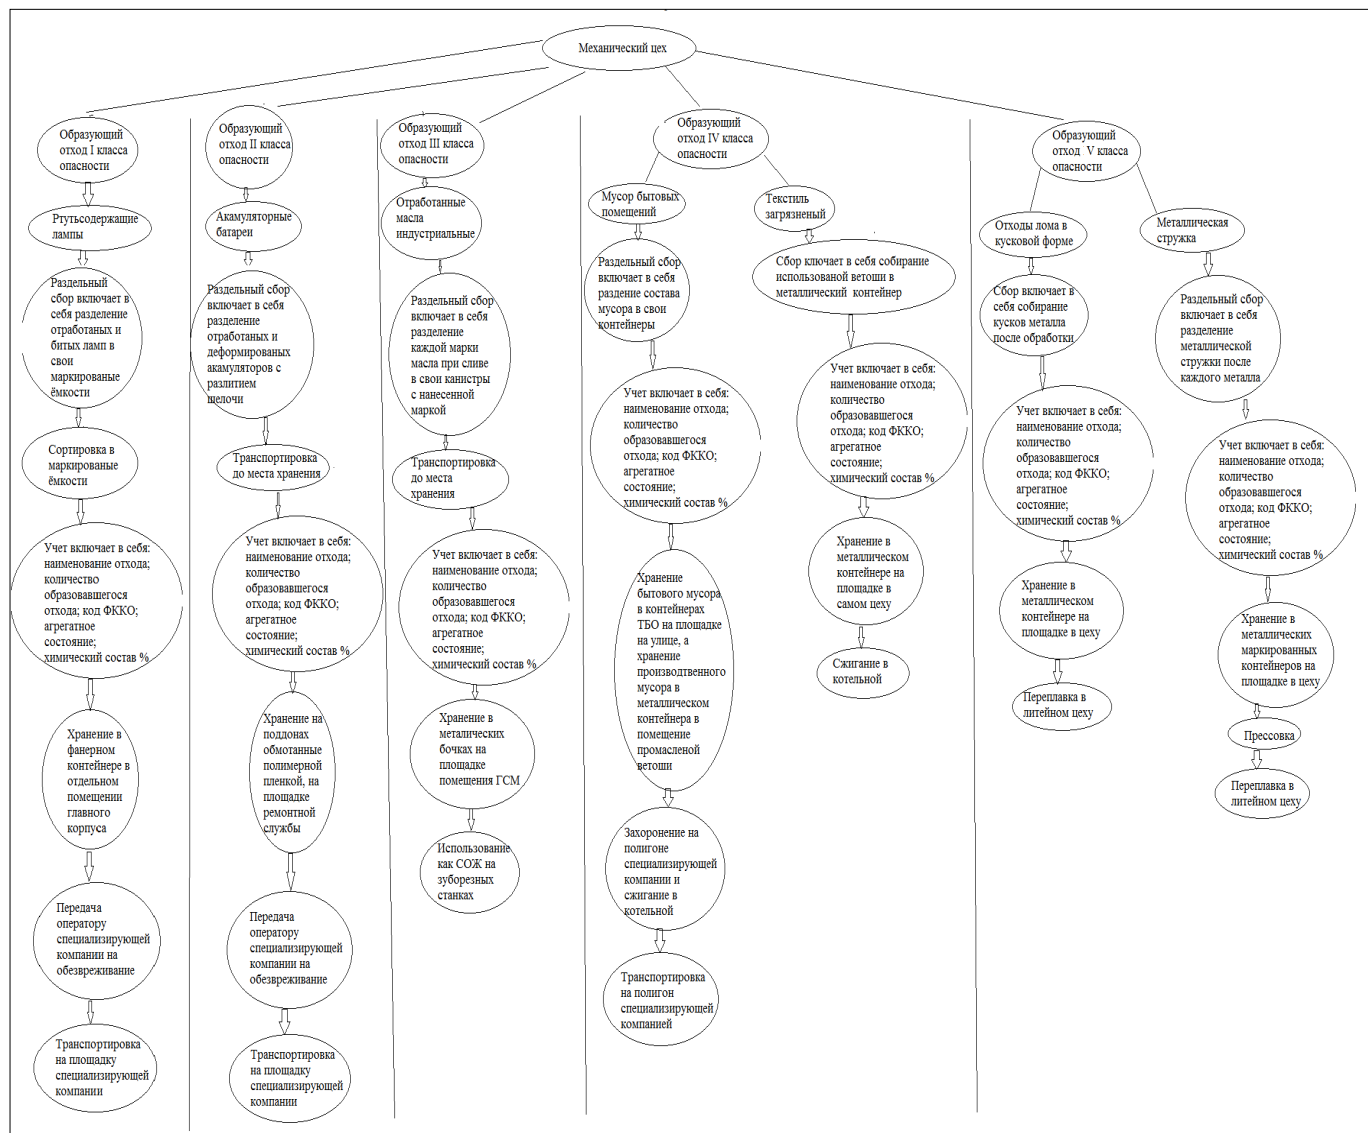 Механический цех
Образующий
отход I класса
опасности
Ртутьсодержащие
лампы
Раздельный
сбор включает в
себя разделение
отработаных и
битых ламп в
свои
маркированые
ёмкости
Сортировка в
маркированые
ёмкости
Учет включает в себя:
наименование отхода;
количество
образовавшегося
отхода; код ФККО;
агрегатное
состояние;
химический состав %
Хранение в
фанерном
контейнере в
отдельном
помещении
главного
корпуса
Передача
оператору
специализирующей
компании на
обезвреживание
Транспортировка
на площадку
специализирующей
компании
Образующий
отход II класса
опасности
Акамуляторные
батареи
Раздельный сбор
включает в себя
разделение
отработаных и
деформированых
акамуляторов с
разлитием
щелочи
Транспортировка
до места хранения
Учет включает в себя:
наименование отхода;
количество
образовавшегося
отхода; код ФККО;
агрегатное
состояние;
химический состав %
Хранение на
поддонах
обмотанные
полимерной
пленкой, на
площадке
ремонтной
службы
Передача
оператору
специализирующей
компании на
обезвреживание
Транспортировка
на площадку
специализирующей
компании
Образующий
отход III класса
опасности
Отработанные
масла
индустриальные
Раздельный сбор
включает в себя
разделение
каждой марки
масла при сливе
в свои канистры
с нанесенной
маркой
Транспортировка
до места
хранения
Учет включает в себя:
наименование отхода;
количество
образовавшегося
отхода; код ФККО;
агрегатное
состояние;
химический состав %
Хранение в
металических
бочках на
площадке
помещения ГСМ
Использование
как СОЖ на
зуборезных
станках
Образующий
отход IV класса
опасности
Мусор бытовых
помещений
Раздельный сбор
включает в себя
раздение состава
мусора в свои
контейнеры
Учет включает в себя:
наименование отхода;
количество
образовавшегося
отхода; код ФККО;
агрегатное
состояние;
химический состав %
Хранение
бытового мусора
в контейнерах
ТБО на площадке
на улице, а
хранение
производтвенного
мусора в
металлическом
контейнера в
помещение
промасленой
ветоши
Захоронение на
полигоне
специализирующей
компании и
сжигание в
котельной
Транспортировка
на полигон
специализирующей
компанией
Текстиль
загрязненый
Сбор ключает в себя собирание
использованой ветоши в
металлический контейнер
Учет включает в себя:
наименование отхода;
количество
образовавшегося
отхода; код ФККО;
агрегатное
состояние;
химический состав %
Хранение в
металлическом
контейнере на
площадке в
самом цеху
Сжигание в
котельной
Образующий
отход V класса
опасности
Отходы лома в
кусковой форме
Сбор включает в
себя собирание
кусков металла
после обработки
Учет включает в себя:
наименование отхода;
количество
образовавшегося
отхода; код ФККО;
агрегатное
состояние;
химический состав %
Хранение в
металлическом
контейнере на
площадке в цеху
Переплавка в
литейном цеху
Металлическая
стружка
Раздельный сбор
включает в себя
разделение
металлической
стружки после
каждого металла
Учет включает в себя:
наименование отхода;
количество
образовавшегося
отхода; код ФККО;
агрегатное
состояние;
химический состав %
Хранение в
металлических
маркированных
контейнеров на
площадке в цеху
Прессовка
Переплавка в
литейном цеху